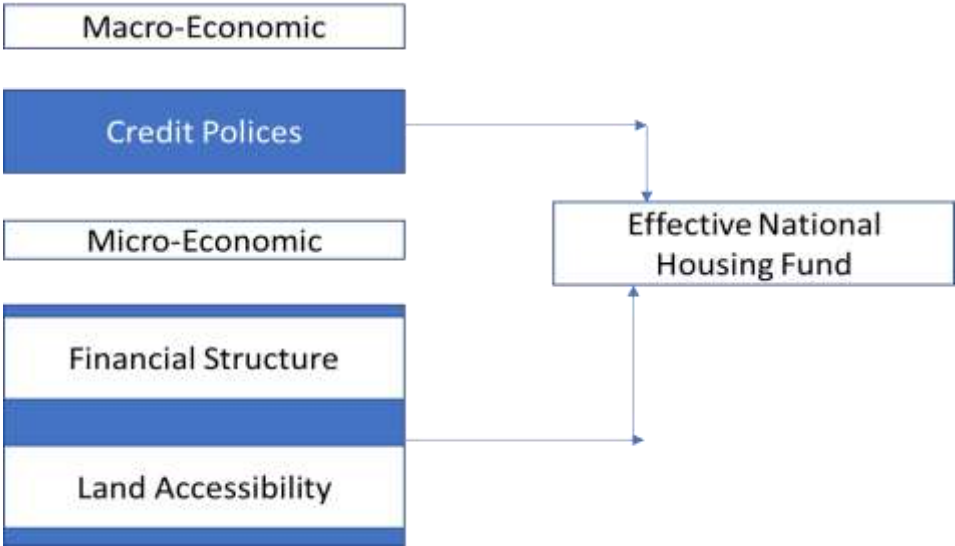 Macro-Economic
Credit Polices
Micro-Economic
Effective National
Housing Fund
Financial Structure
Land Accessibility